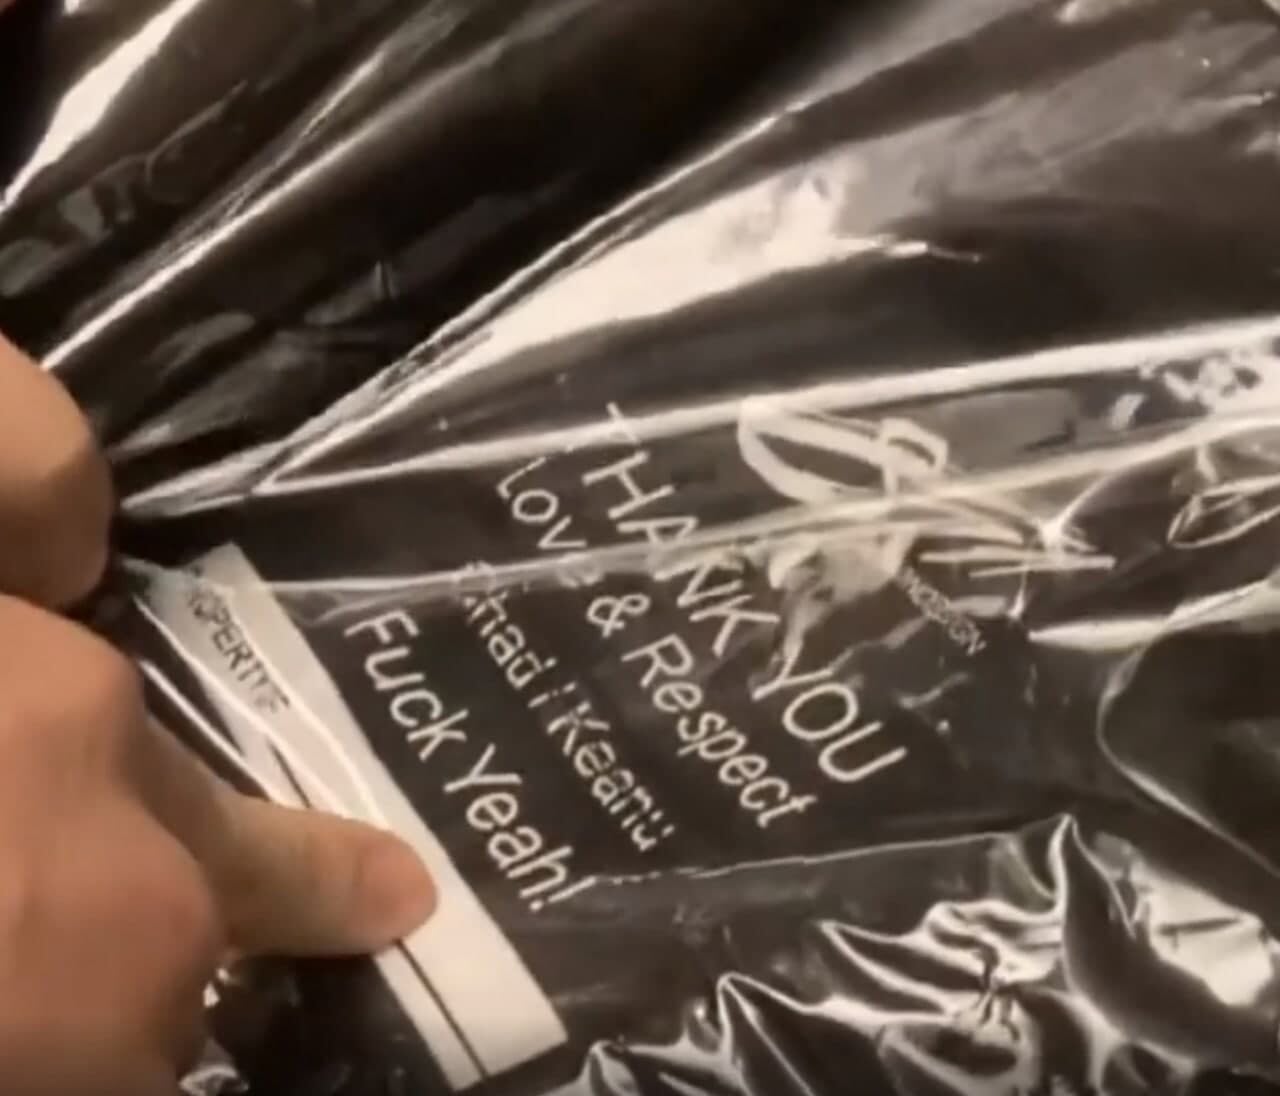 THANK YOU
Love & Respect
Chad & Keanu
Fuck Yeah!